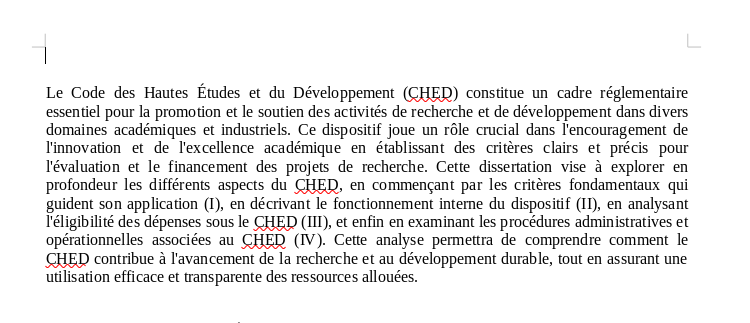 Le Code des Hautes Études et du Développement (CHED) constitue un cadre réglementaire
essentiel pour la promotion et le soutien des activités de recherche et de développement dans divers
domaines académiques et industriels. Ce dispositif joue un rôle crucial dans l'encouragement de
l'innovation et de l'excellence académique en établissant des critères clairs et précis pour
l'évaluation et le financement des projets de recherche. Cette dissertation vise à explorer en
profondeur les différents aspects du CHED, en commençant par les critères fondamentaux qui
guident son application (I), en décrivant le fonctionnement interne du dispositif (II), en analysant
l'éligibilité des dépenses sous le CHED (III), et enfin en examinant les procédures administratives et
opérationnelles associées au CHED (IV). Cette analyse permettra de comprendre comment le
CHED contribue à l'avancement de la recherche et au développement durable, tout en assurant une
utilisation efficace et transparente des ressources allouées.